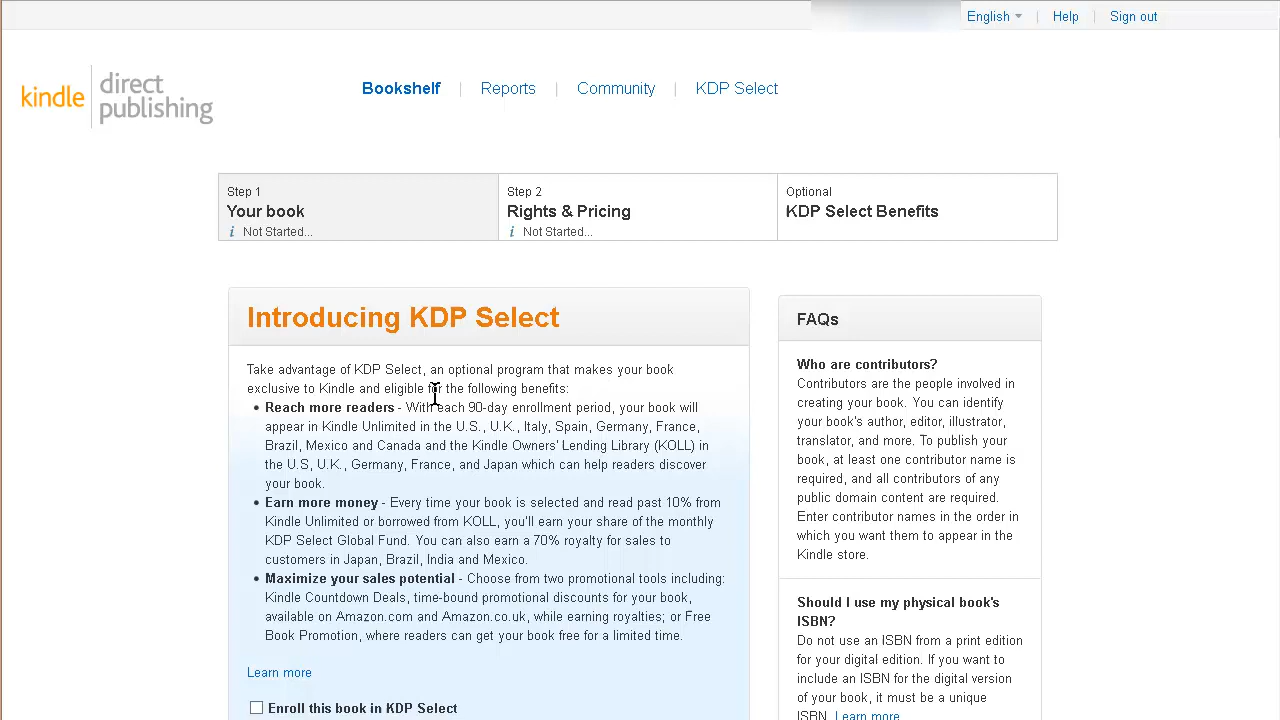 English
Help
Sign out
kindle direct publishing
Bookshelf
Reports
Community
KDP Select
Step 1
Your book
i Not Started...
Step 2
Rights & Pricing
i Not Started...
Optional
KDP Select Benefits
Introducing KDP Select
Take advantage of KDP Select, an optional program that makes your book
exclusive to Kindle and eligible for the following benefits:
• Reach more readers - With each 90-day enrollment period, your book will
appear in Kindle Unlimited in the U.S., U.K., Italy, Spain, Germany, France,
Brazil, Mexico and Canada and the Kindle Owners' Lending Library (KOLL) in
the U.S, U.K., Germany, France, and Japan which can help readers discover
your book.
• Earn more money - Every time your book is selected and read past 10% from
Kindle Unlimited or borrowed from KOLL, you'll earn your share of the monthly
KDP Select Global Fund. You can also earn a 70% royalty for sales to
customers in Japan, Brazil, India and Mexico.
• Maximize your sales potential - Choose from two promotional tools including:
Kindle Countdown Deals, time-bound promotional discounts for your book,
available on Amazon.com and Amazon.co.uk, while earning royalties; or Free
Book Promotion, where readers can get your book free for a limited time.
Learn more
Enroll this book in KDP Select
FAQs
Who are contributors?
Contributors are the people involved in
creating your book. You can identify
your book's author, editor, illustrator,
translator, and more. To publish your
book, at least one contributor name is
required, and all contributors of any
public domain content are required.
Enter contributor names in the order in
which you want them to appear in the
Kindle store.
Should I use my physical book's
ISBN?
Do not use an ISBN from a print edition
for your digital edition. If you want to
include an ISBN for the digital version
of your book, it must be a unique
ISBN. Learn more